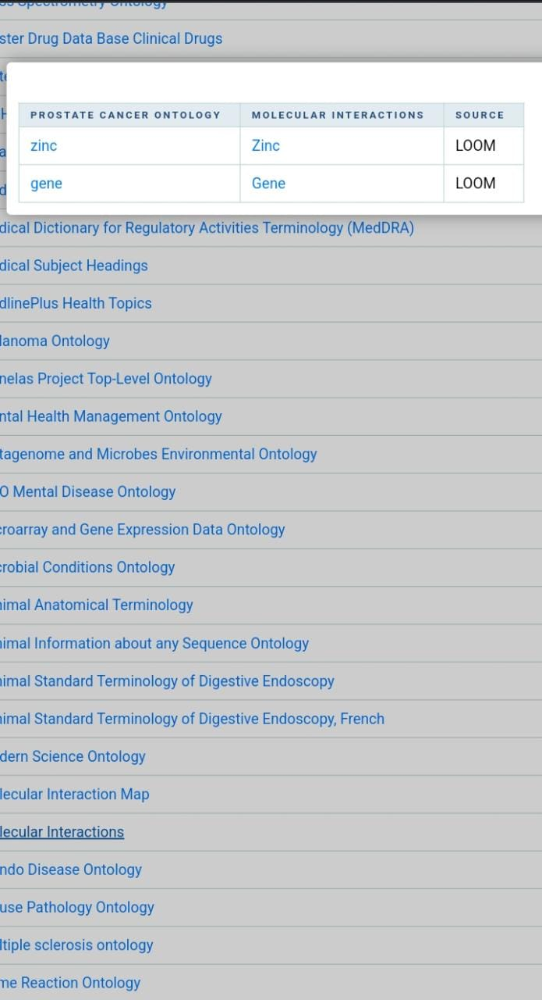 Spectrometry Ontology
ster Drug Data Base Clinical Drugs
PROSTATE CANCER ONTOLOGY MOLECULAR INTERACTIONS SOURCE
zinc Zinc LOOM
gene Gene LOOM
dical Dictionary for Regulatory Activities Terminology (MedDRA)
dical Subject Headings
dlinePlus Health Topics
lanoma Ontology
nelas Project Top-Level Ontology
ntal Health Management Ontology
tagenome and Microbes Environmental Ontology
O Mental Disease Ontology
croarray and Gene Expression Data Ontology
crobial Conditions Ontology
nimal Anatomical Terminology
nimal Information about any Sequence Ontology
nimal Standard Terminology of Digestive Endoscopy
nimal Standard Terminology of Digestive Endoscopy, French
dern Science Ontology
lecular Interaction Map
lecular Interactions
ndo Disease Ontology
use Pathology Ontology
ltiple sclerosis ontology
me Reaction Ontology